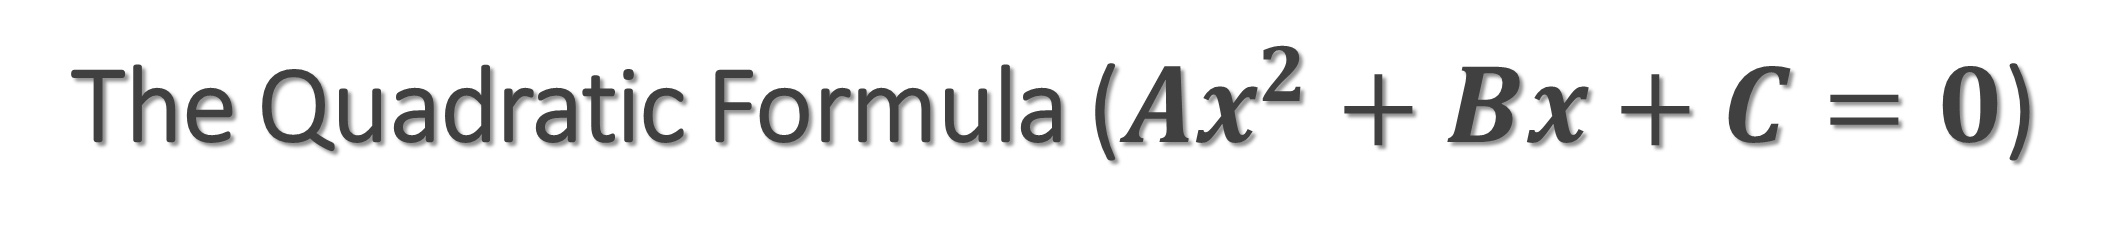 The Quadratic Formula (Ax² + Bx + C = 0)